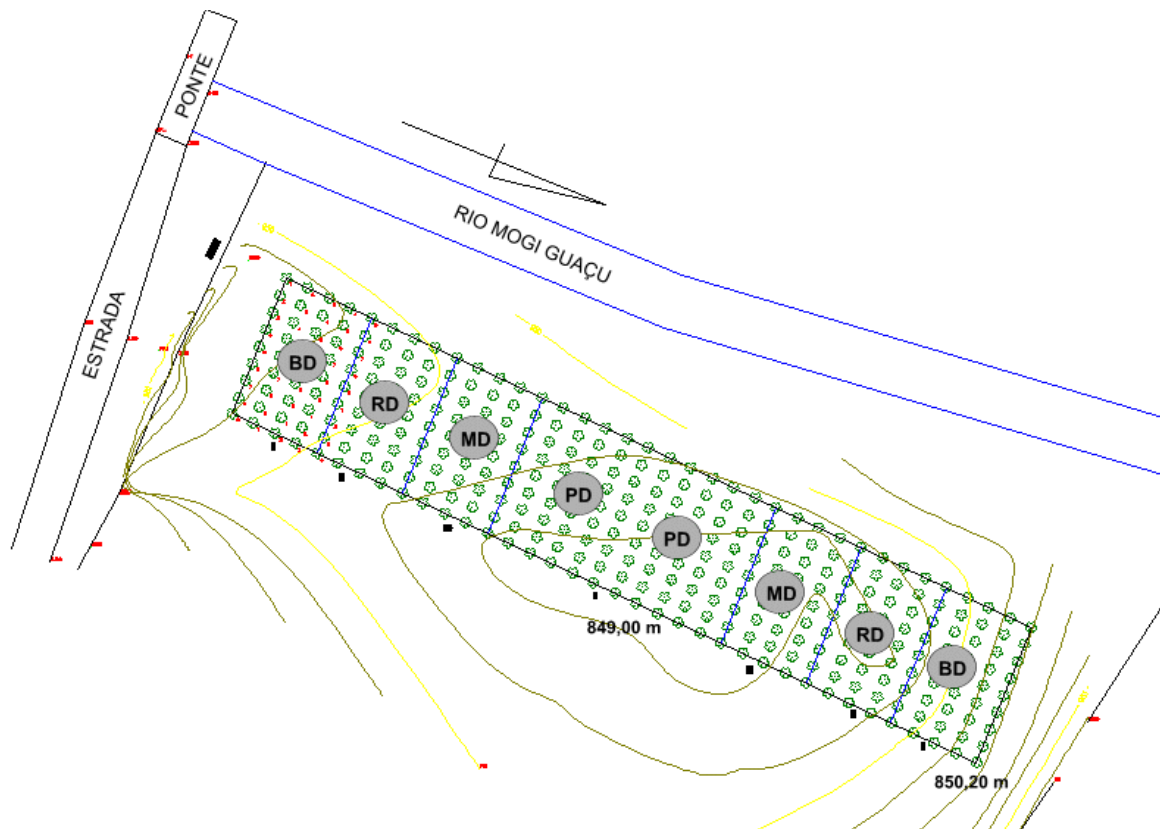 PONTE
RIO MOGI GUAÇU
ESTRADA
BD
RD
MD
PD
PD
MD
RD
BD
849,00 m
850,20 m